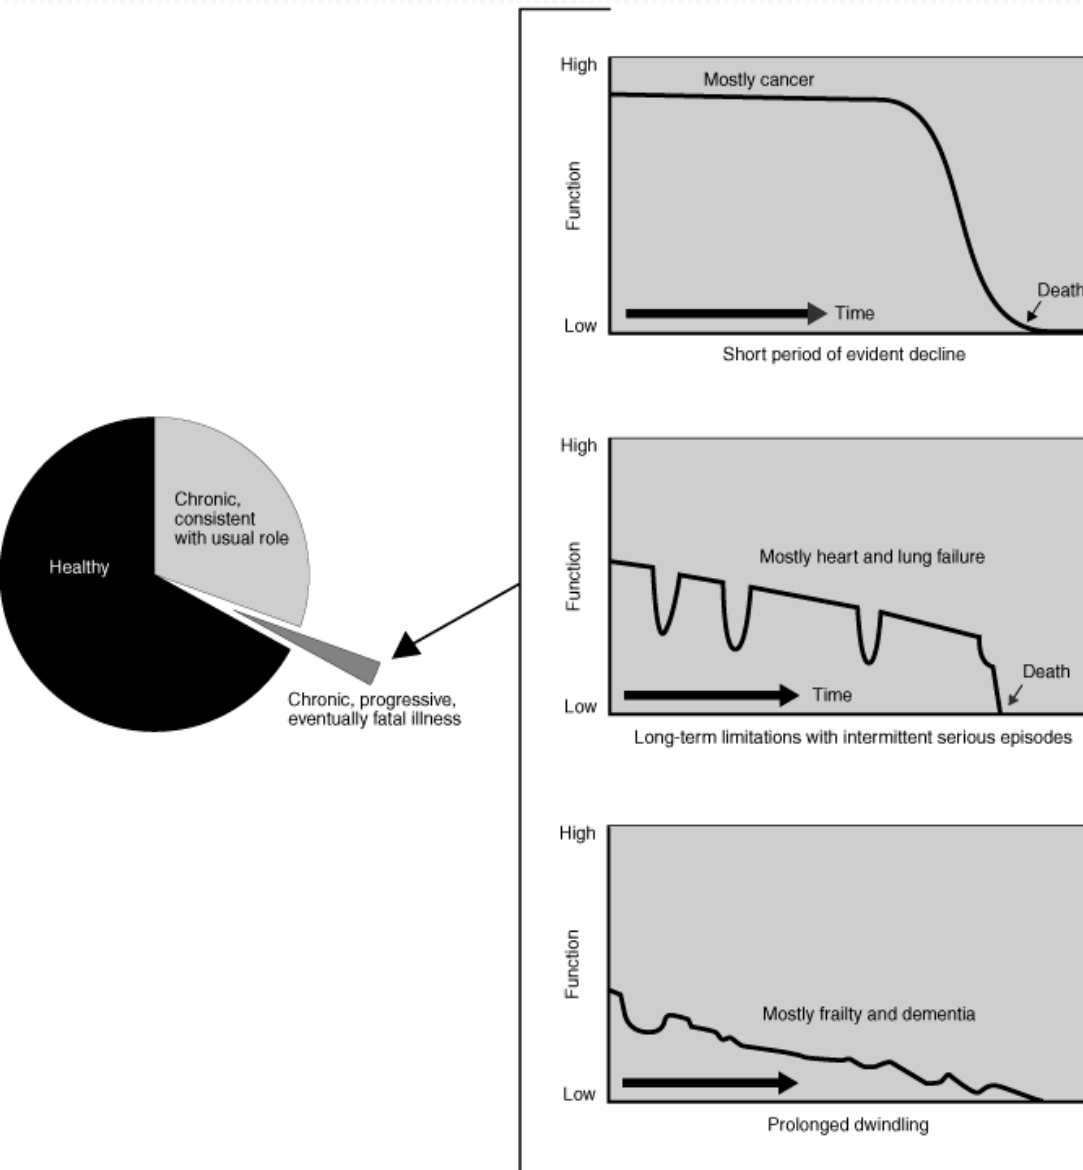 Healthy
Chronic,
consistent
with usual role
Chronic, progressive,
eventually fatal illness
High
Mostly cancer
Function
Death
Time
Low
Short period of evident decline
High
Mostly heart and lung failure
Function
Death
Time
Low
Long-term limitations with intermittent serious episodes
High
Function
Mostly frailty and dementia
Low
Prolonged dwindling